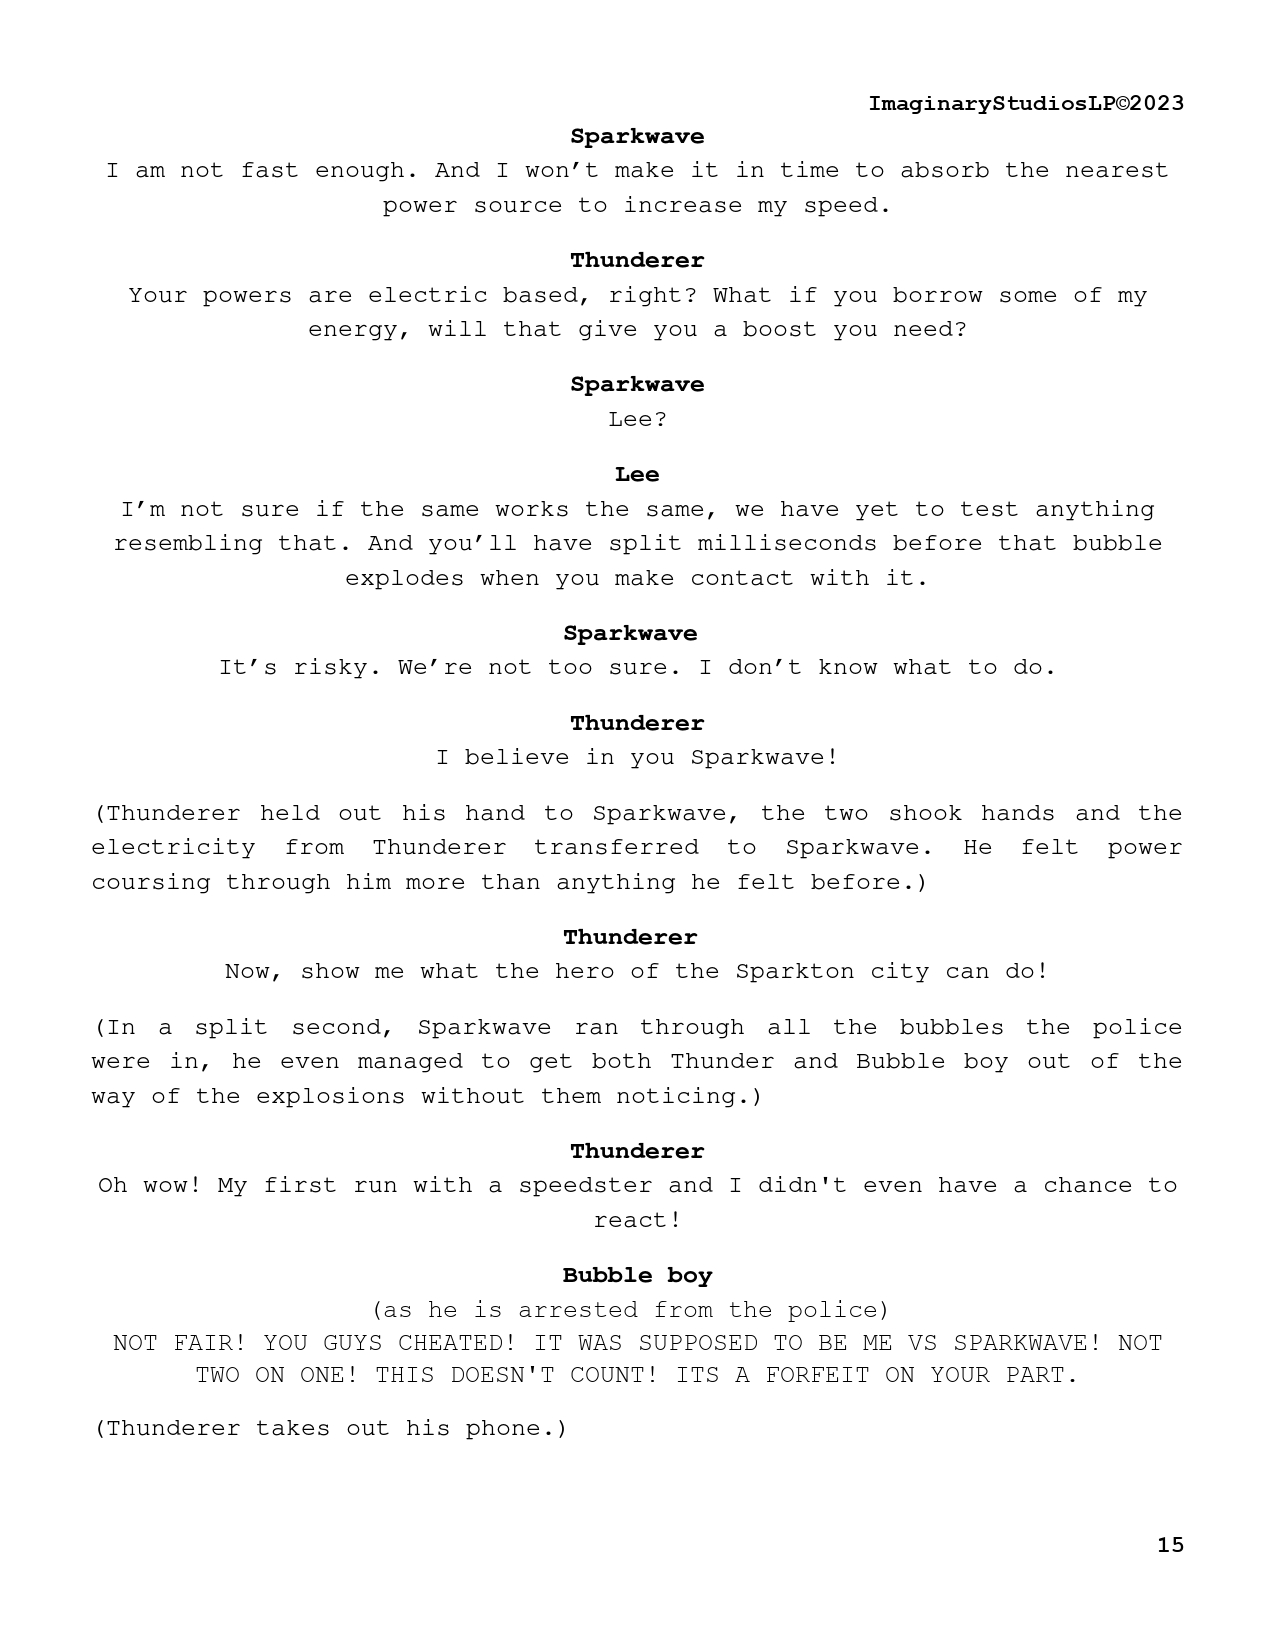 ImaginaryStudiosLP©2023
Sparkwave
I am not fast enough. And I won’t make it in time to absorb the nearest
power source to increase my speed.
Thunderer
Your powers are electric based, right? What if you borrow some of my
energy, will that give you a boost you need?
Sparkwave
Lee?
Lee
I’m not sure if the same works the same, we have yet to test anything
resembling that. And you’ll have split milliseconds before that bubble
explodes when you make contact with it.
Sparkwave
It’s risky. We’re not too sure. I don’t know what to do.
Thunderer
I believe in you Sparkwave!
(Thunderer held out his hand to Sparkwave, the two shook hands and the
electricity from Thunderer transferred to Sparkwave. He felt power
coursing through him more than anything he felt before.)
Thunderer
Now, show me what the hero of the Sparkton city can do!
(In a split second, Sparkwave ran through all the bubbles the police
were in, he even managed to get both Thunder and Bubble boy out of the
way of the explosions without them noticing.)
Thunderer
Oh wow! My first run with a speedster and I didn't even have a chance to
react!
Bubble boy
(as he is arrested from the police)
NOT FAIR! YOU GUYS CHEATED! IT WAS SUPPOSED TO BE ME VS SPARKWAVE! NOT
TWO ON ONE! THIS DOESN'T COUNT! ITS A FORFEIT ON YOUR PART.
(Thunderer takes out his phone.)
15